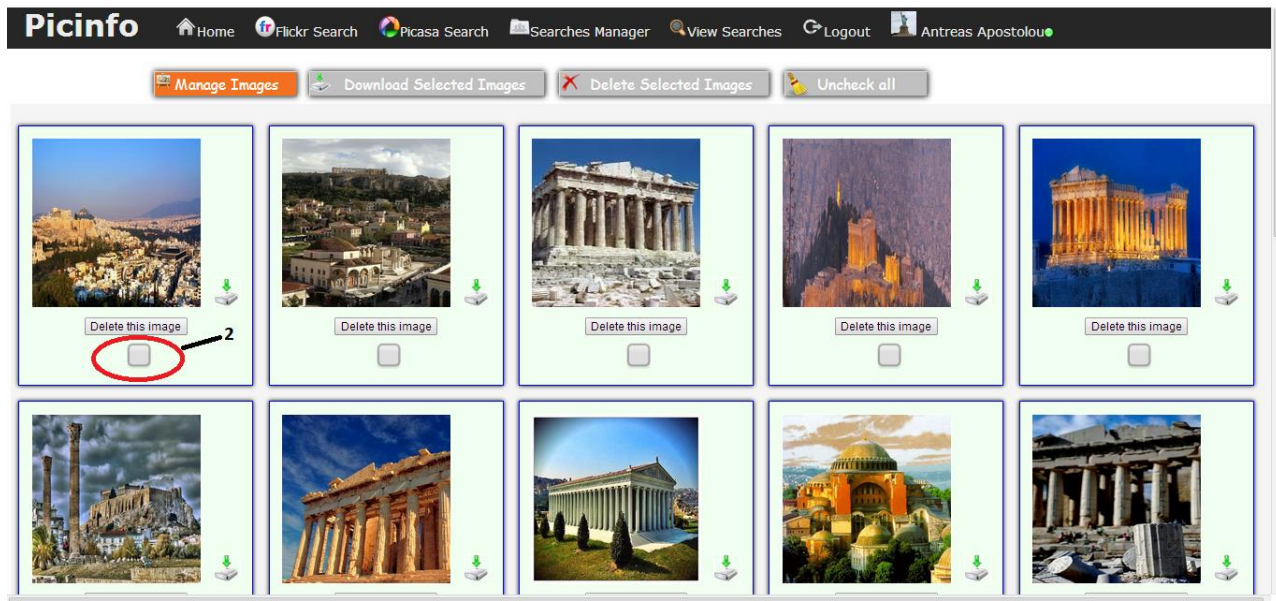 Picinfo Home Flickr Search Picasa Search Searches Manager View Searches Logout Antreas Apostolou
Manage Images Download Selected Images Delete Selected Images Uncheck all
Delete this image Delete this image Delete this image Delete this image Delete this image
2